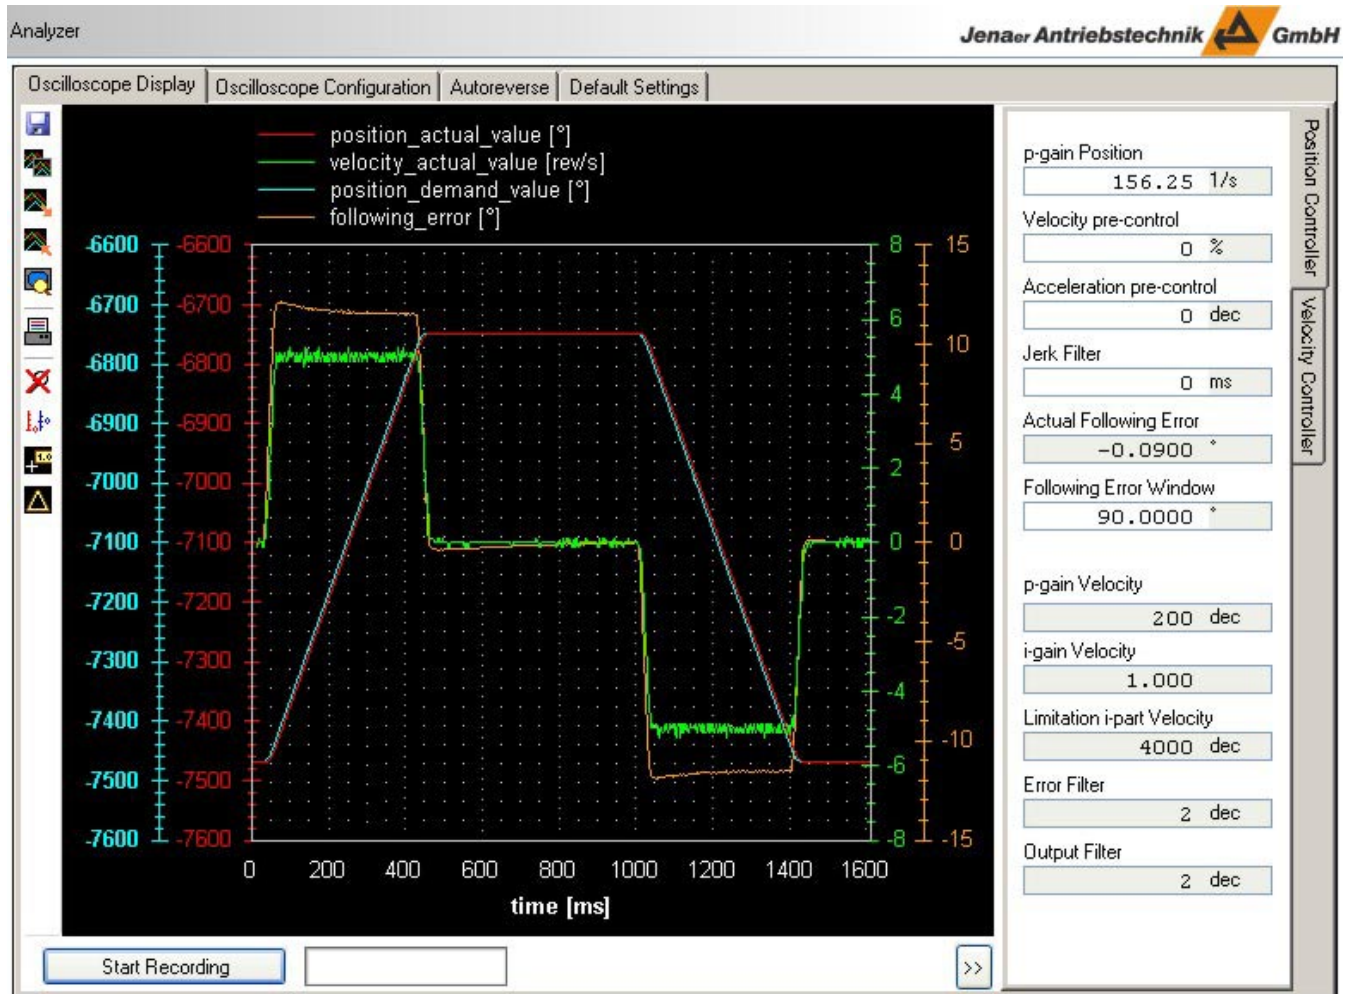 Analyzer
Jenaer Antriebstechnik GmbH
Oscilloscope Display Oscilloscope Configuration Autoreverse Default Settings
position_actual_value [°]
velocity_actual_value [rev/s]
position_demand_value [°]
following_error [°]
-6600 -6600 8 15
-6700 -6700
6
-6800 -6800 10
4
-6900 -6900
5
-7000 -7000 2
-7100 -7100 0 0
-7200 -7200
-2
-7300 -7300 -5
-4
-7400 -7400
-10
-7500 -7500 -6
-7600 -7600 -8 -15
0 200 400 600 800 1000 1200 1400 1600
time [ms]
Start Recording
>>
p-gain Position
156.25 1/s
Velocity pre-control
0 %
Acceleration pre-control
0 dec
Jerk Filter
0 ms
Actual Following Error
-0.0900 °
Following Error Window
90.0000 °
p-gain Velocity
200 dec
i-gain Velocity
1.000
Limitation i-part Velocity
4000 dec
Error Filter
2 dec
Output Filter
2 dec
Position Controller
Velocity Controller